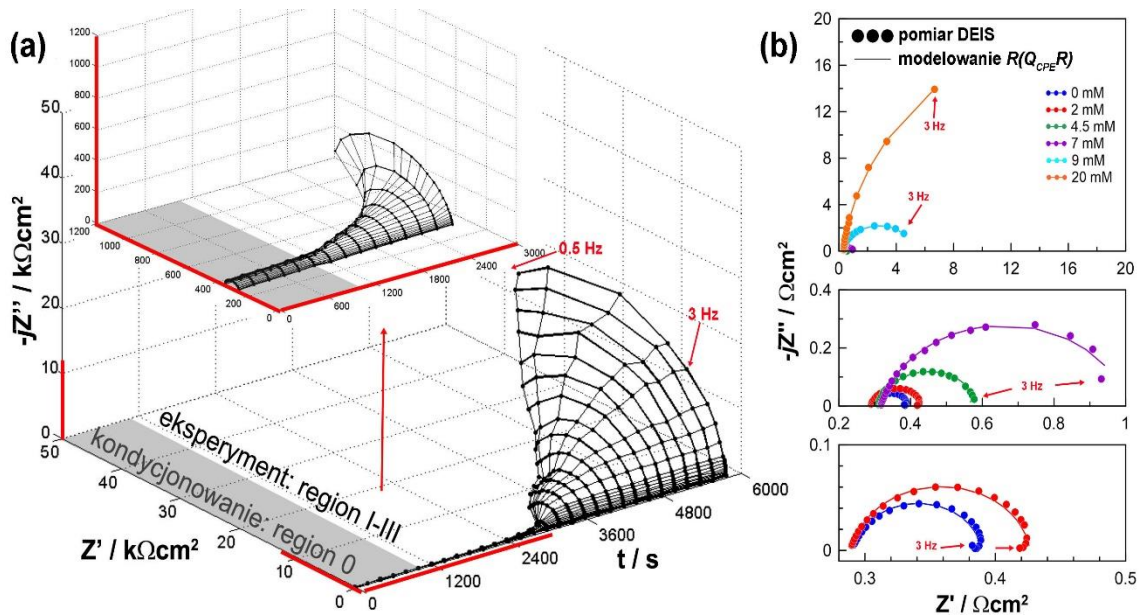 (a)
1200
1000
800
600
400
200
0
1200
1000
800
600
400
200
0
0
600
1200
1800
2400
3000
50
40
30
20
10
0
-jZ'' / kΩcm²
0.5 Hz
3 Hz
eksperyment: region I-III
kondycjonowanie: region 0
50
40
30
20
10
0
Z' / kΩcm²
0
1200
2400
3600
4800
6000
t / s
(b)
20
16
12
8
4
0
●●● pomiar DEIS
— modelowanie R(Q_CPE R)
0 mM
2 mM
4.5 mM
7 mM
9 mM
20 mM
3 Hz
3 Hz
0 4 8 12 16 20
-jZ'' / Ωcm²
0.4
0.2
0
3 Hz
0.2 0.4 0.6 0.8 1
0.1
0
3 Hz
0.3 0.4 0.5
Z' / Ωcm²